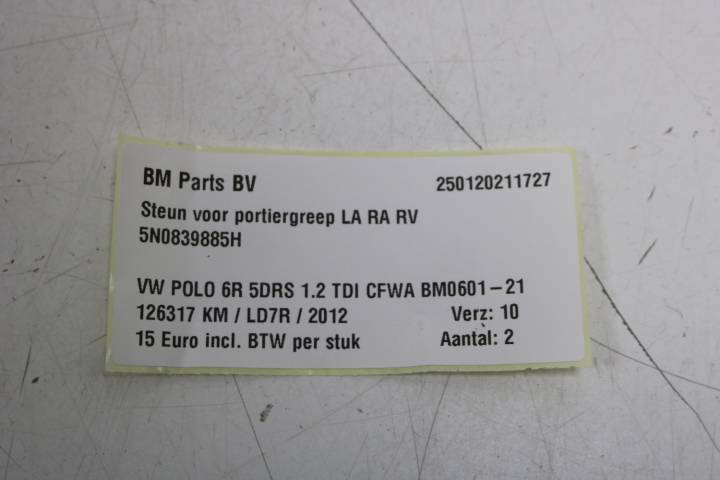 BM Parts BV 250120211727
Steun voor portiergreep LA RA RV
5N0839885H
VW POLO 6R 5DRS 1.2 TDI CFWA BM0601-21
126317 KM / LD7R / 2012 Verz: 10
15 Euro incl. BTW per stuk Aantal: 2